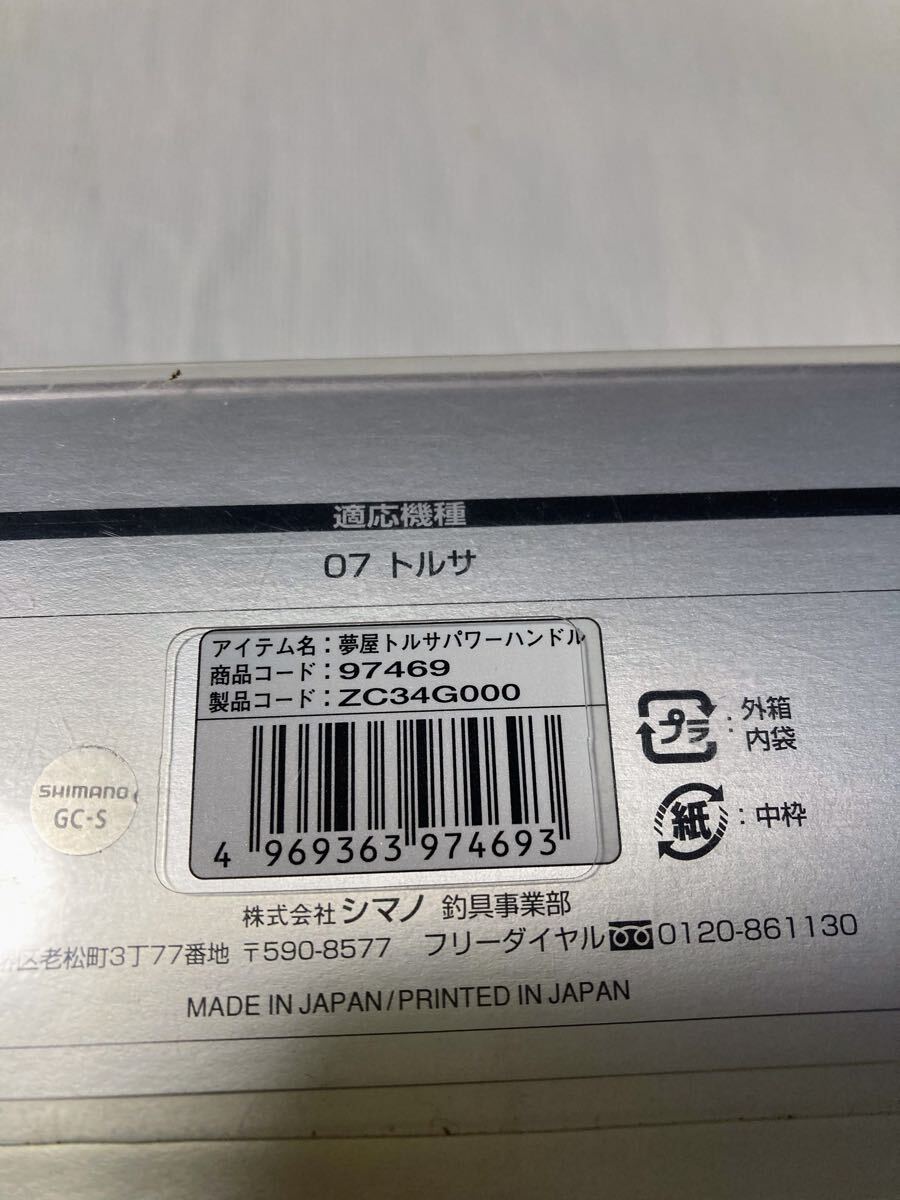 適応機種
07 トルサ
アイテム名：夢屋トルサパワーハンドル
商品コード：97469
製品コード：ZC34G000
4 969363 974693
SHIMANO
GC-S
プラ：外箱
内袋
紙：中枠
株式会社シマノ 釣具事業部
区老松町3丁77番地 〒590-8577 フリーダイヤル 0120-861130
MADE IN JAPAN/PRINTED IN JAPAN